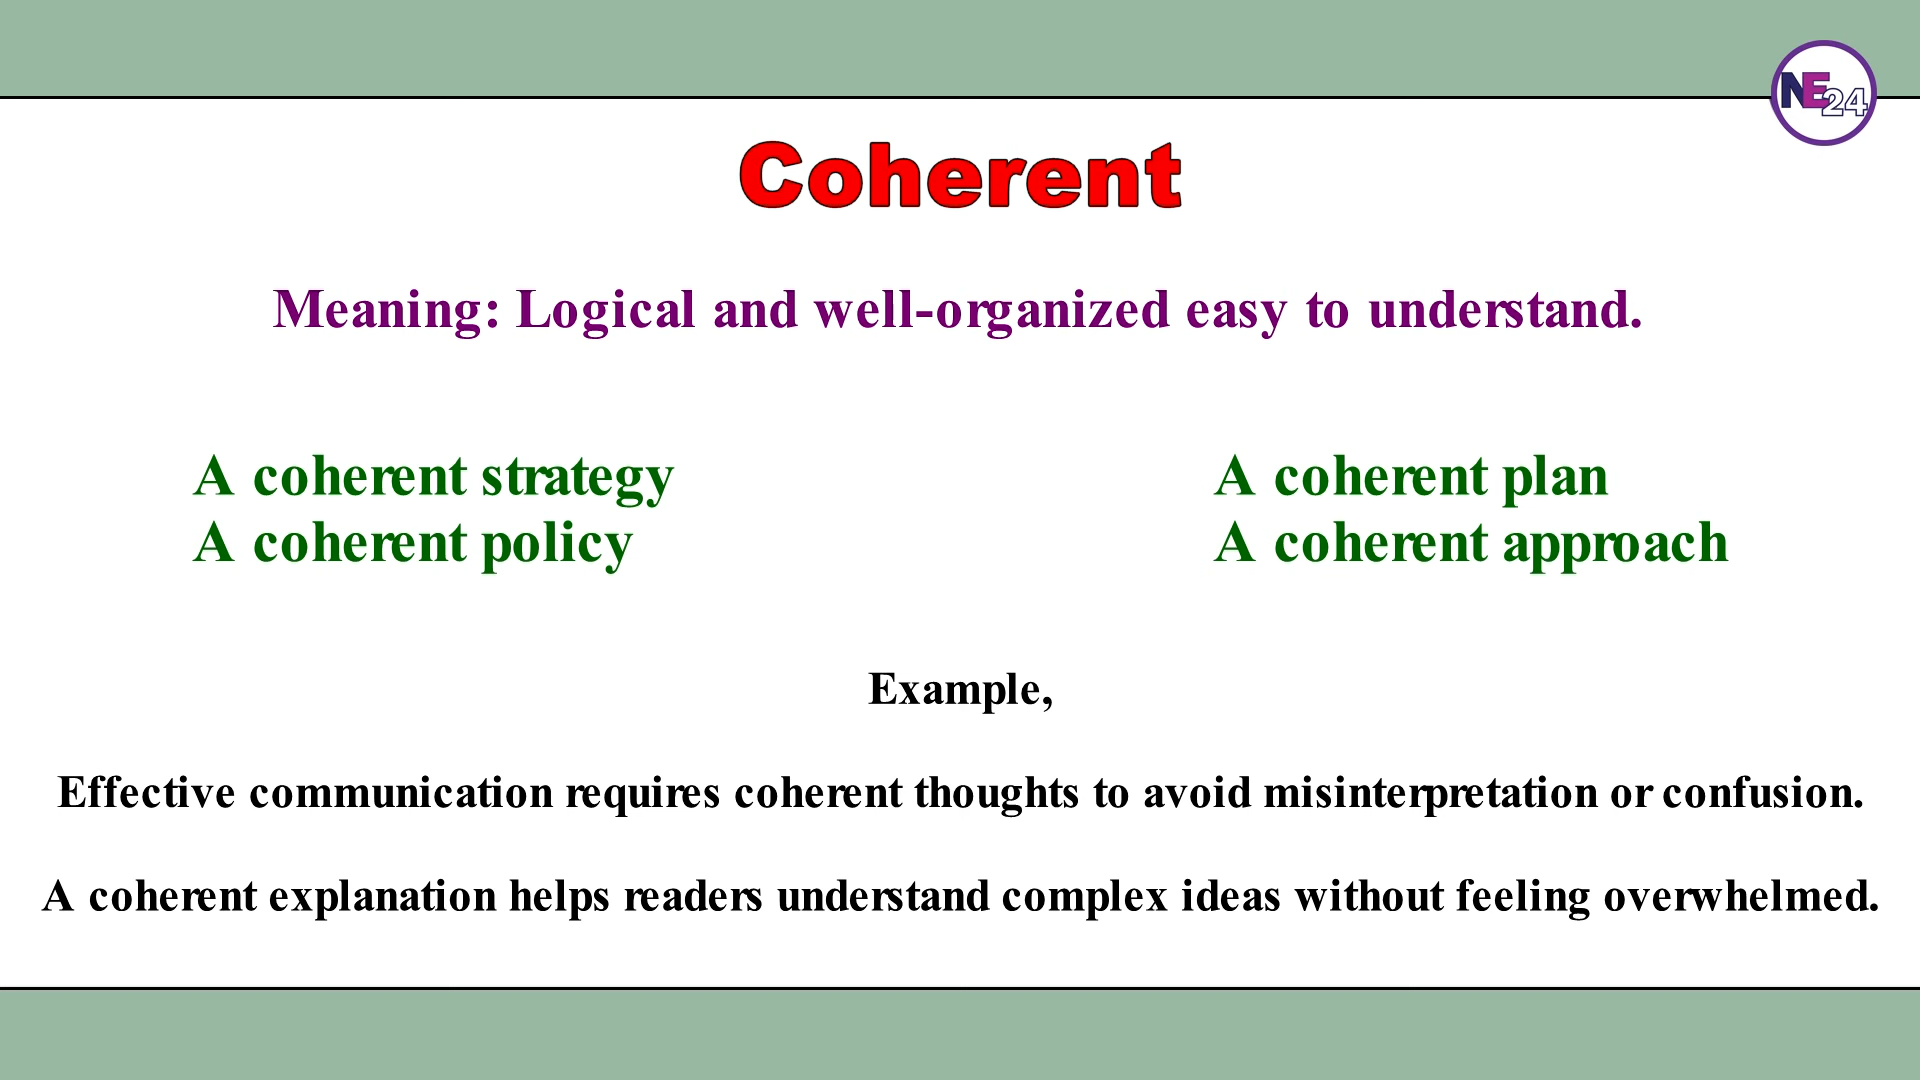 NE24
Coherent
Meaning: Logical and well-organized easy to understand.
A coherent strategy
A coherent policy
A coherent plan
A coherent approach
Example,
Effective communication requires coherent thoughts to avoid misinterpretation or confusion.
A coherent explanation helps readers understand complex ideas without feeling overwhelmed.